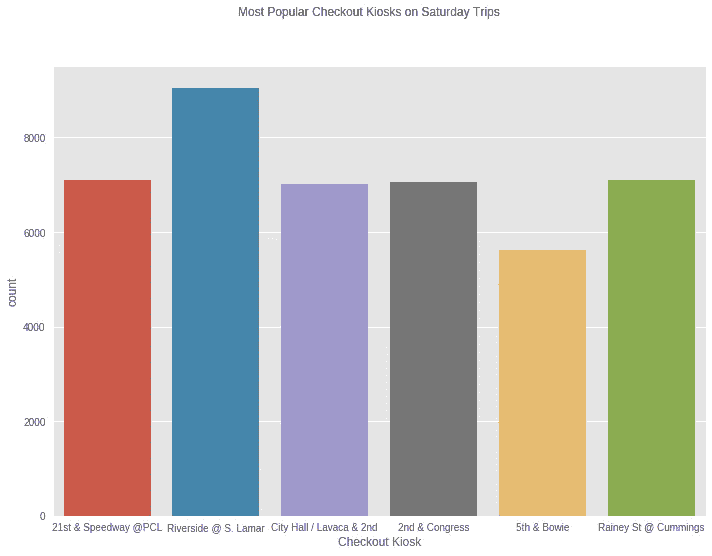 Most Popular Checkout Kiosks on Saturday Trips
8000
6000
4000
2000
0
count
21st & Speedway @PCL
Riverside @ S. Lamar
City Hall / Lavaca & 2nd
2nd & Congress
5th & Bowie
Rainey St @ Cummings
Checkout Kiosk